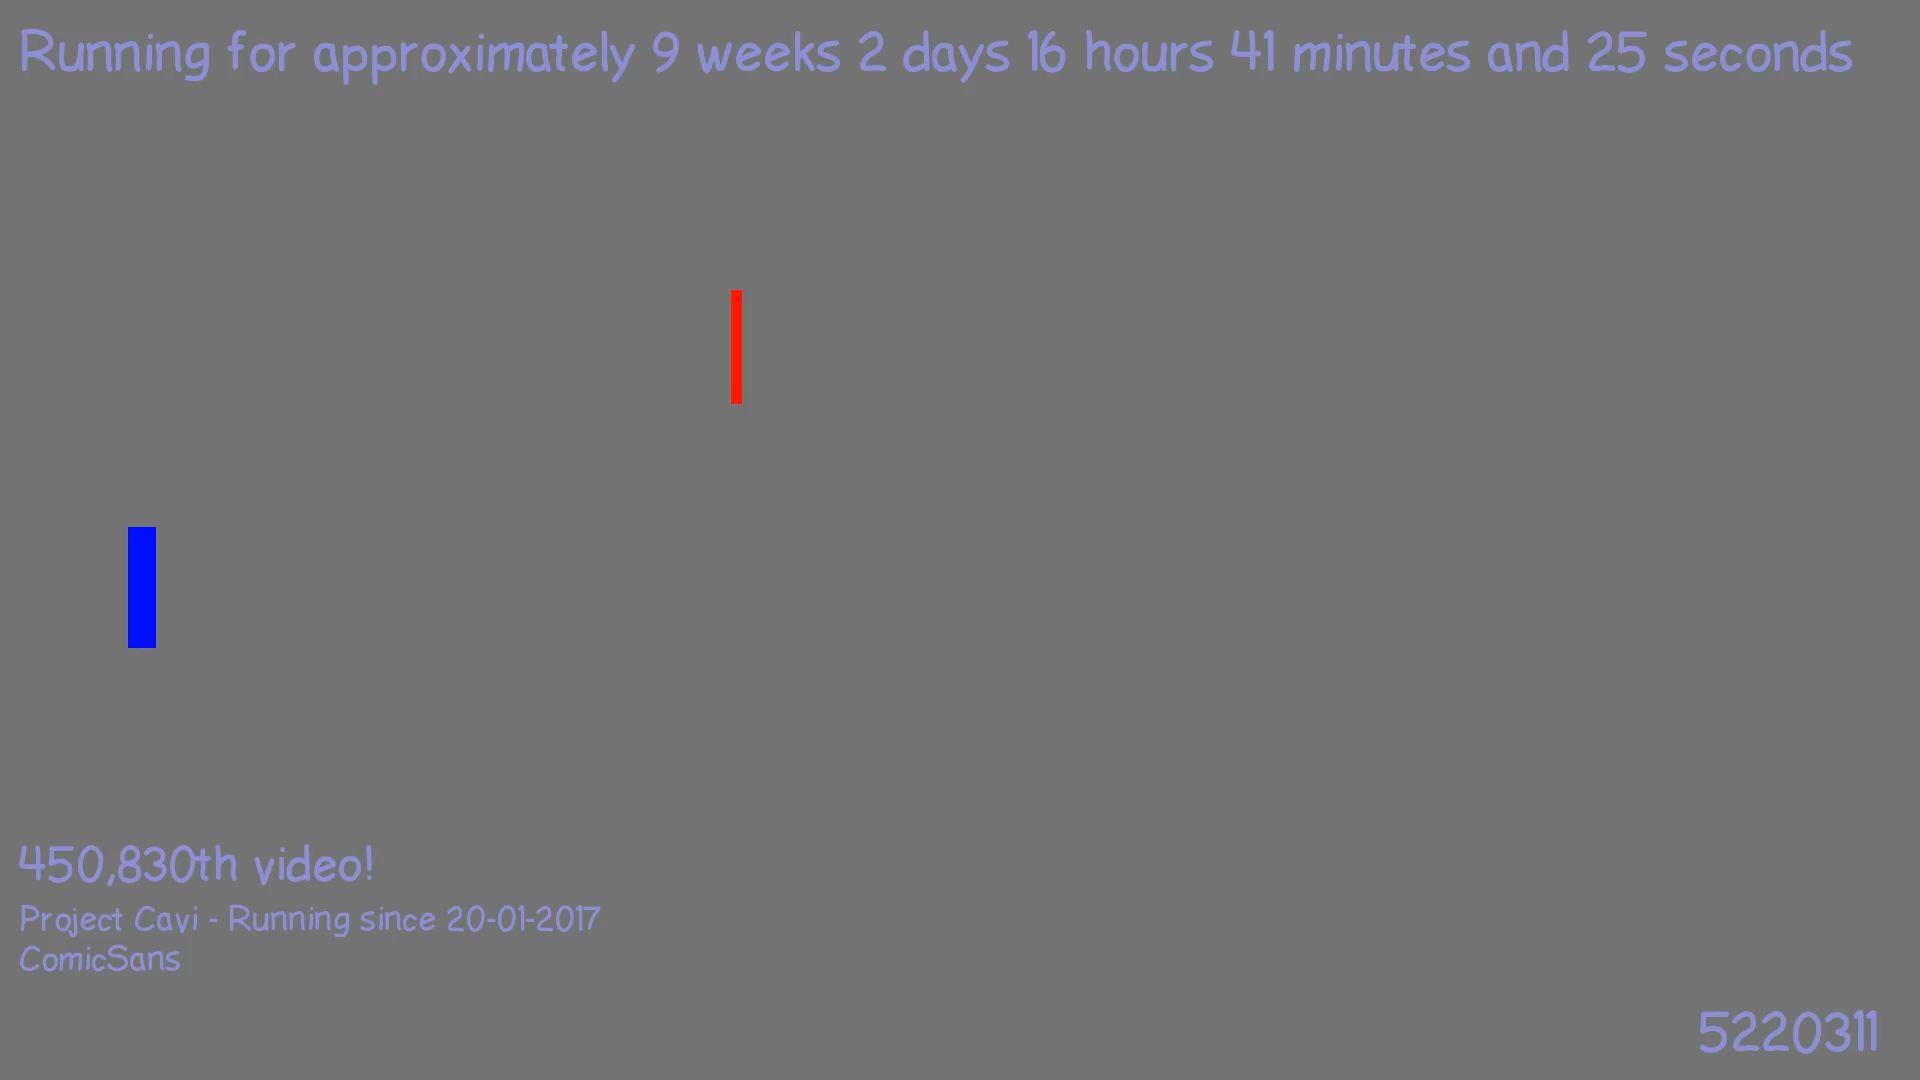 Running for approximately 9 weeks 2 days 16 hours 41 minutes and 25 seconds
450,830th video!
Project Cavi - Running since 20-01-2017
ComicSans
5220311